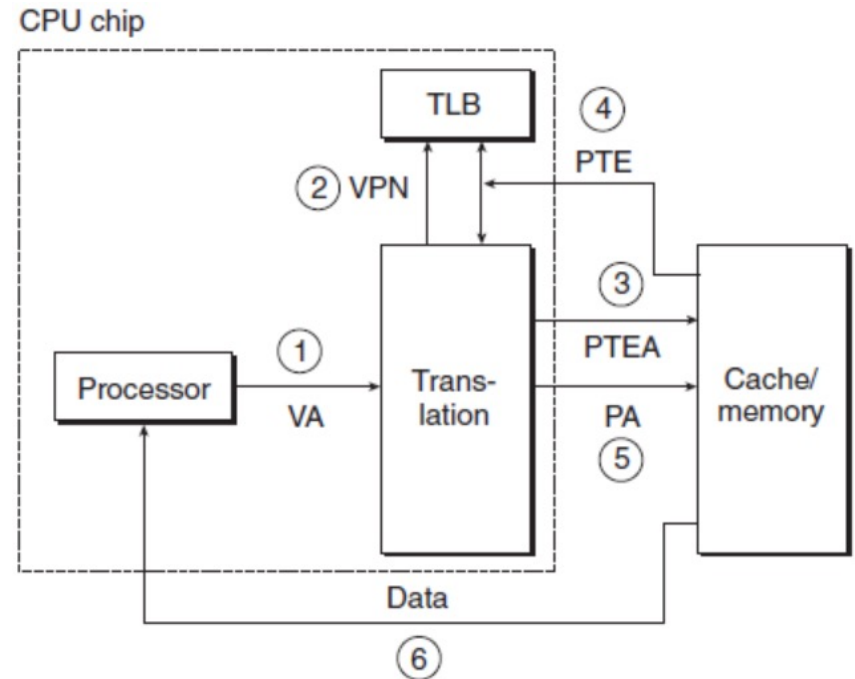 CPU chip
TLB
4
PTE
2 VPN
3
PTEA
1
VA
Processor
Trans-
lation
Cache/
memory
PA
5
Data
6